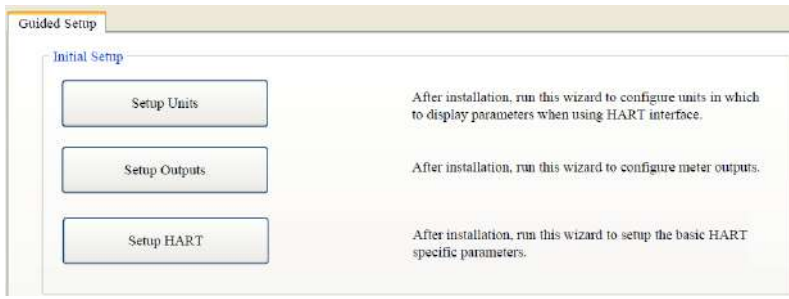 Guided Setup
Initial Setup
Setup Units
After installation, run this wizard to configure units in which
to display parameters when using HART interface.
Setup Outputs
After installation, run this wizard to configure meter outputs.
Setup HART
After installation, run this wizard to setup the basic HART
specific parameters.